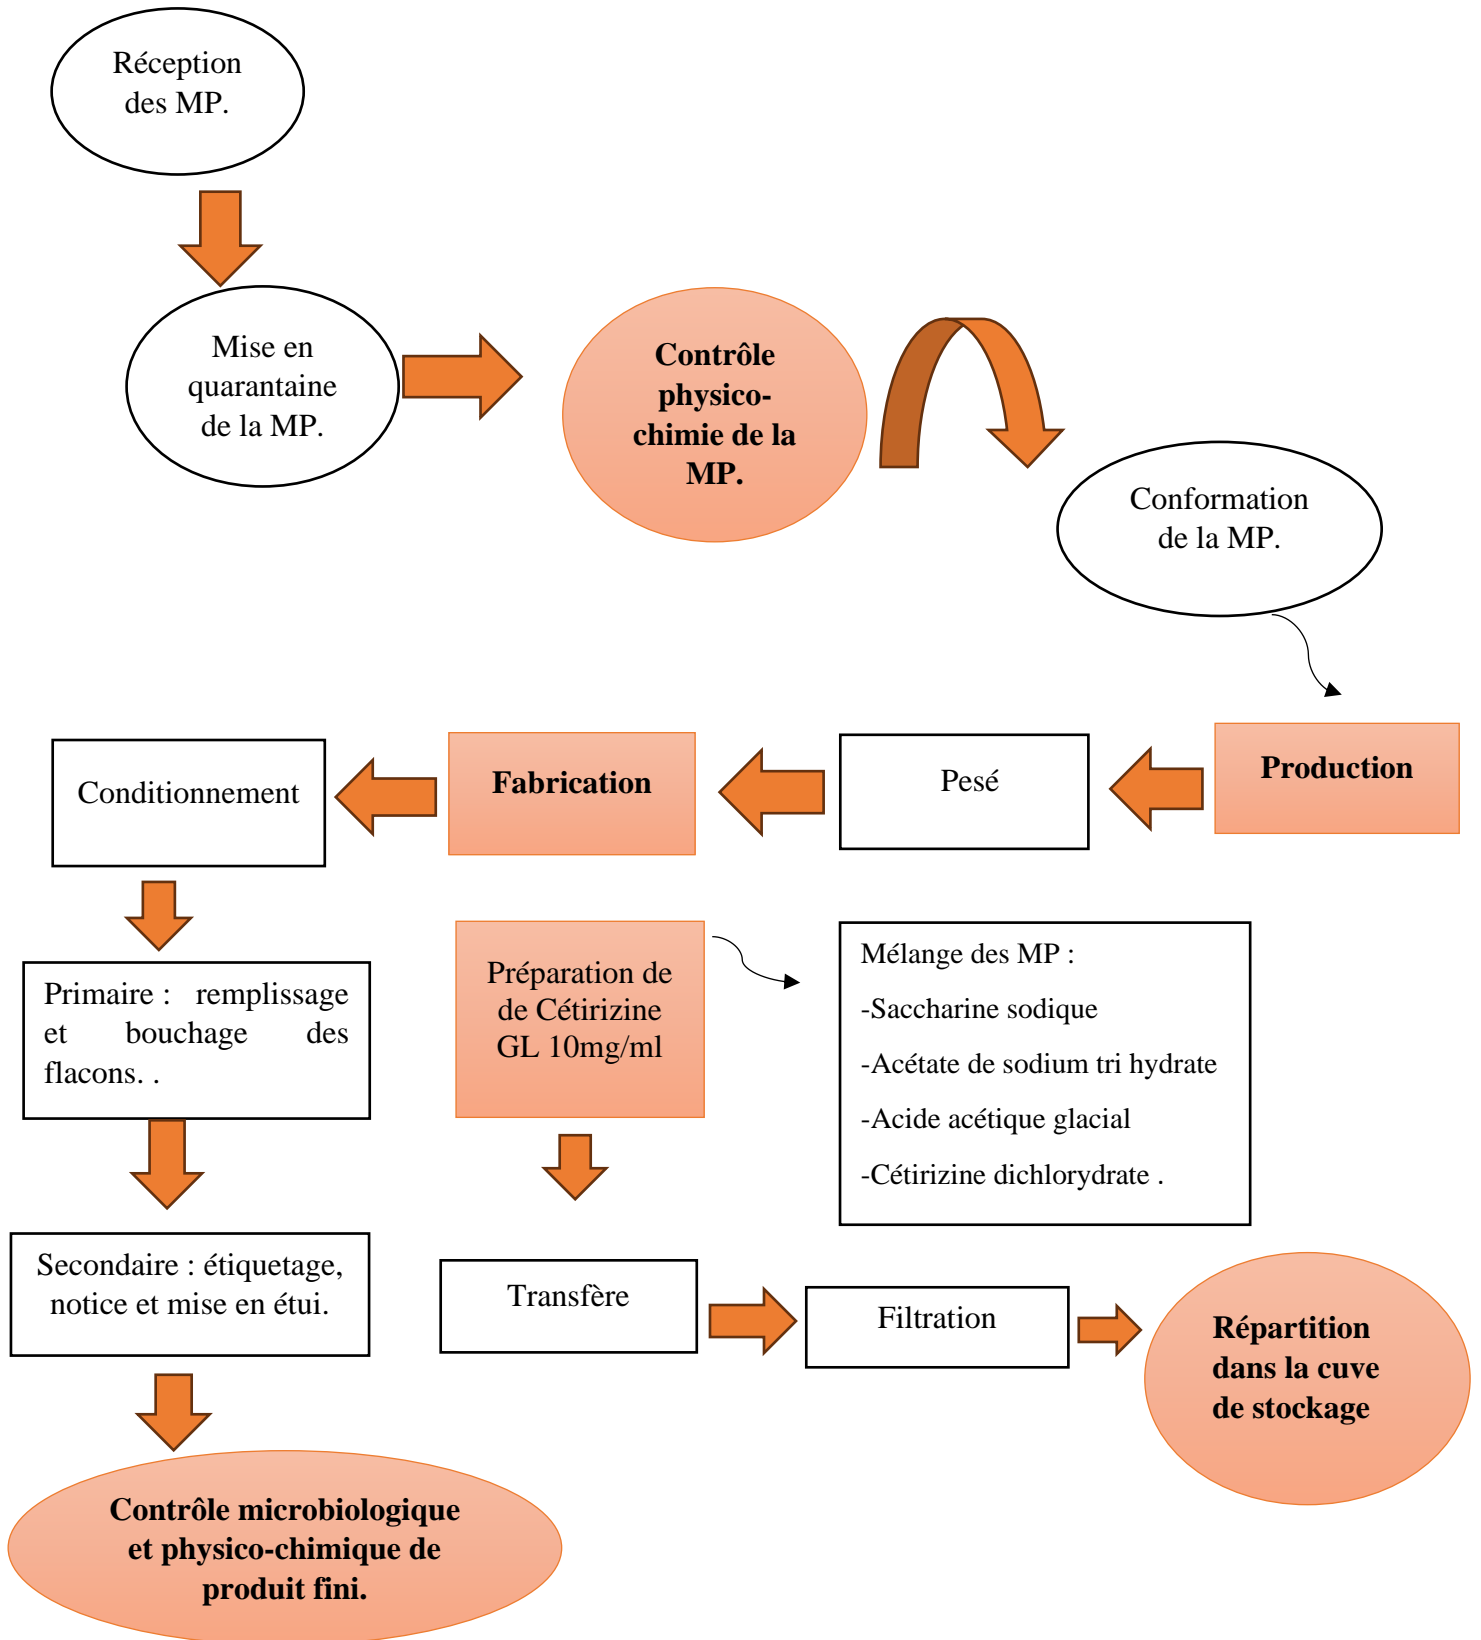 Réception
des MP.
Mise en
quarantaine
de la MP.
Contrôle
physico-
chimie de la
MP.
Conformation
de la MP.
Production
Pesé
Fabrication
Conditionnement
Primaire : remplissage
et bouchage des
flacons. .
Secondaire : étiquetage,
notice et mise en étui.
Contrôle microbiologique
et physico-chimique de
produit fini.
Préparation de
de Cétirizine
GL 10mg/ml
Mélange des MP :
-Saccharine sodique
-Acétate de sodium tri hydrate
-Acide acétique glacial
-Cétirizine dichlorydrate .
Transfère
Filtration
Répartition
dans la cuve
de stockage